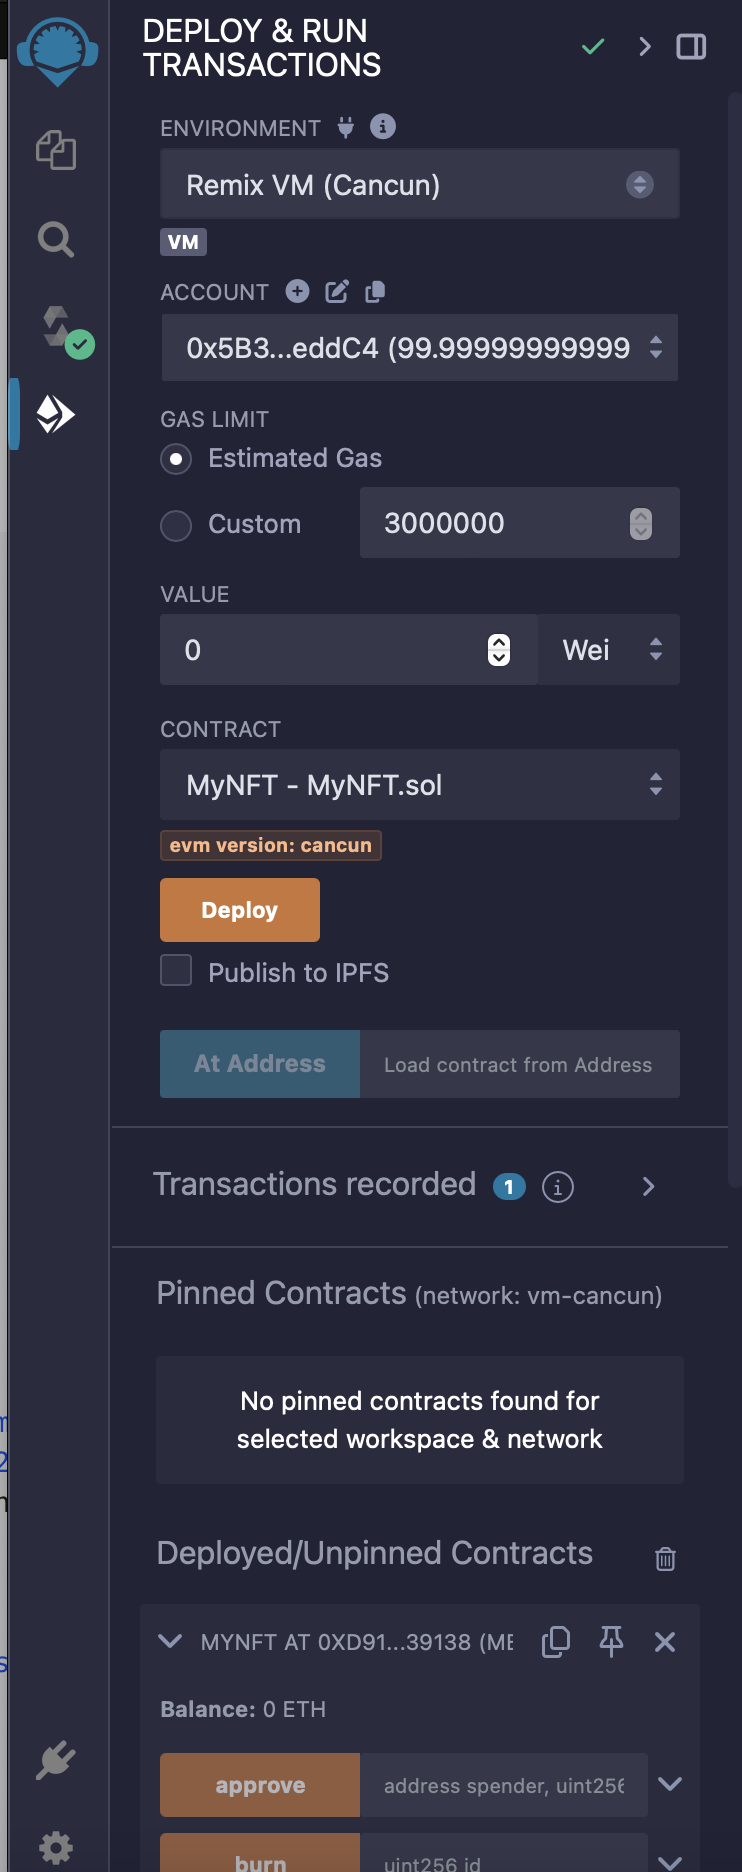 DEPLOY & RUN
TRANSACTIONS
ENVIRONMENT
Remix VM (Cancun)
VM
ACCOUNT
0x5B3...eddC4 (99.99999999999
GAS LIMIT
Estimated Gas
Custom
3000000
VALUE
0
Wei
CONTRACT
MyNFT - MyNFT.sol
evm version: cancun
Deploy
Publish to IPFS
At Address
Load contract from Address
Transactions recorded 1
Pinned Contracts (network: vm-cancun)
No pinned contracts found for
selected workspace & network
Deployed/Unpinned Contracts
MYNFT AT 0XD91...39138 (ME
Balance: 0 ETH
approve
address spender, uint256
burn
uint256 id